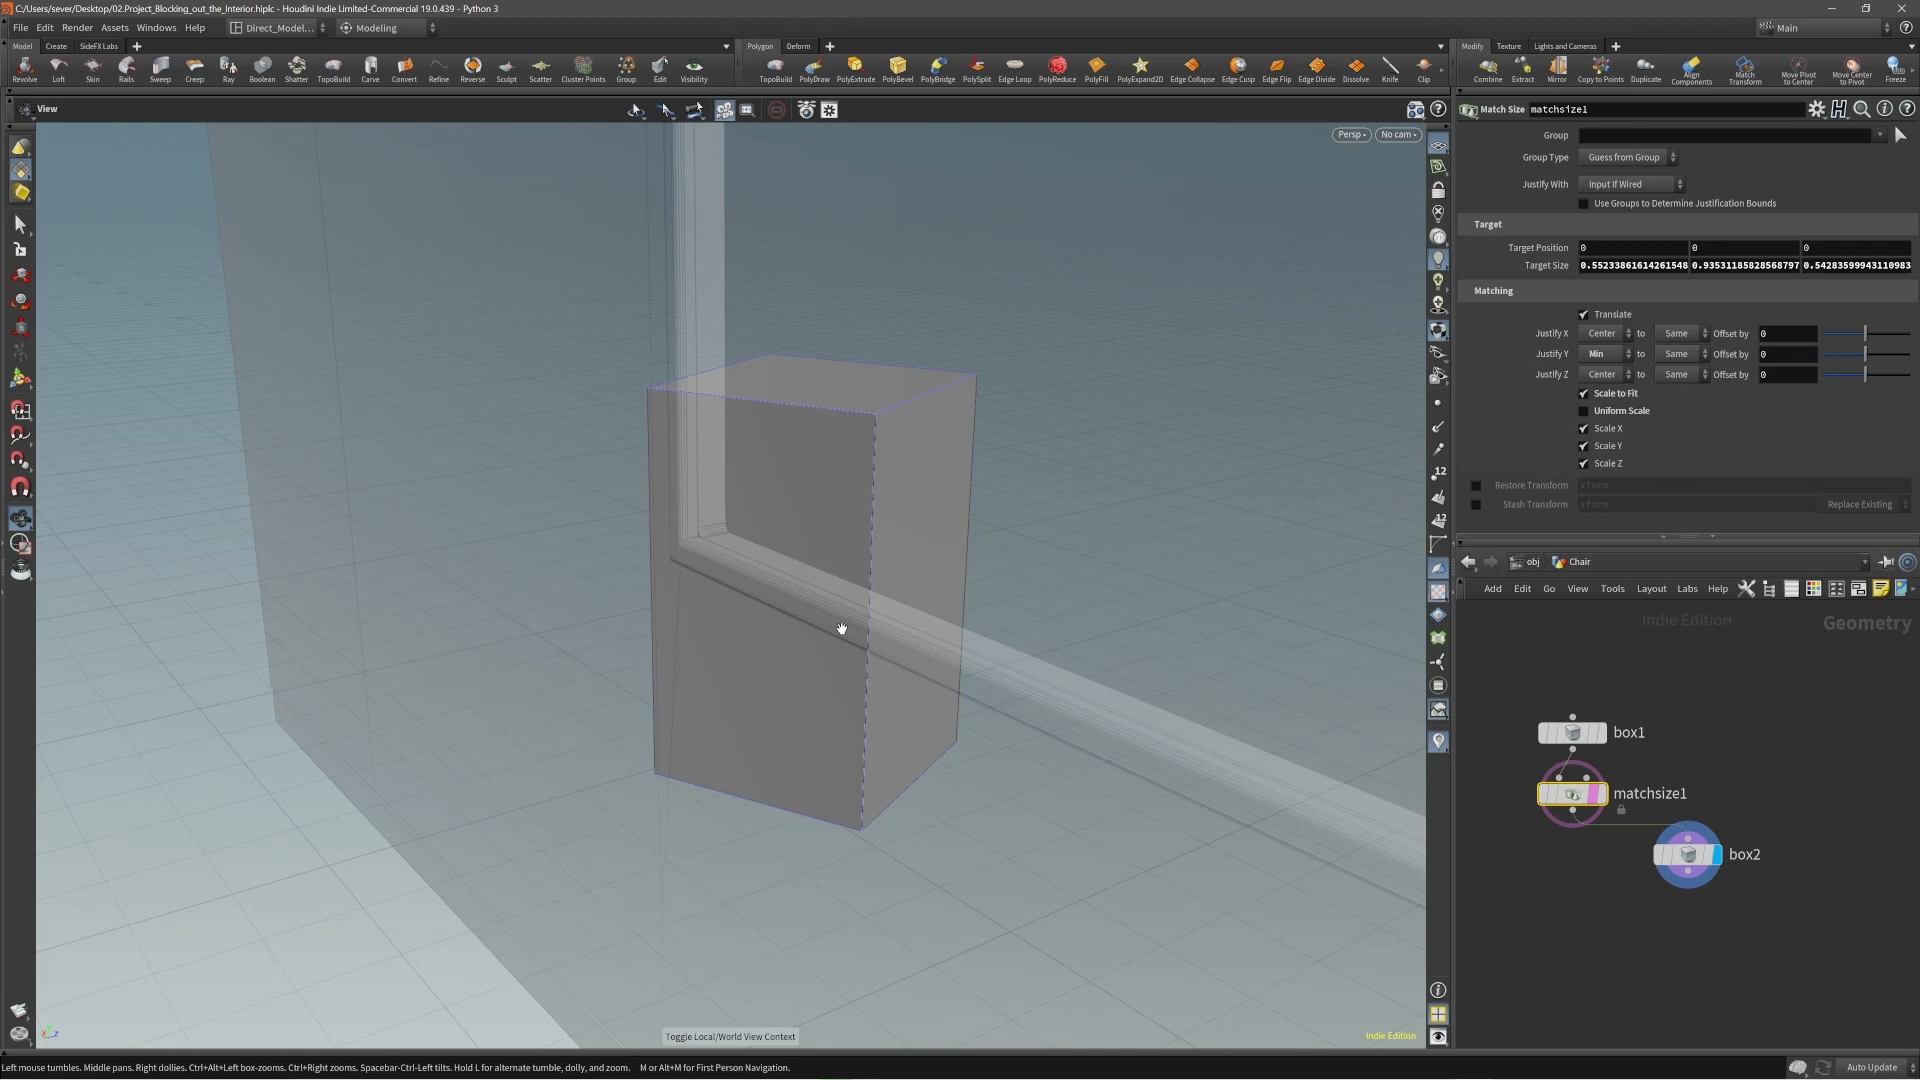 C:/Users/sever/Desktop/02.Project_Blocking_out_the_Interior.hiplc - Houdini Indie Limited-Commercial 19.0.439 - Python 3
File Edit Render Assets Windows Help Direct_Model... Modeling Main
Model Create SideFX Labs Polygon Deform Modify Texture Lights and Cameras
Revolve Loft Skin Rails Sweep Creep Ray Boolean Shatter TopoBuild Carve Convert Refine Reverse Sculpt Scatter Cluster Points Group Edit Visibility
TopoBuild PolyDraw PolyExtrude PolyBevel PolyBridge PolySplit Edge Loop PolyReduce PolyFill PolyExpand2D Edge Collapse Edge Cusp Edge Flip Edge Divide Dissolve Knife Clip
Combine Extract Mirror Copy to Points Duplicate Align Components Match Transform Move Pivot to Center Move Center to Pivot Freeze
View
Persp No cam
Match Size matchsize1
Group
Group Type Guess from Group
Justify With Input If Wired
Use Groups to Determine Justification Bounds
Target
Target Position 0 0 0
Target Size 0.55233861614261548 0.93531185828568797 0.54283599943110983
Matching
Translate
Justify X Center to Same Offset by 0
Justify Y Min to Same Offset by 0
Justify Z Center to Same Offset by 0
Scale to Fit
Uniform Scale
Scale X
Scale Y
Scale Z
Restore Transform xform
Stash Transform xform Replace Existing
12
12
obj Chair
Add Edit Go View Tools Layout Labs Help
Indie Edition Geometry
box1
matchsize1
box2
Toggle Local/World View Context
Indie Edition
Left mouse tumbles. Middle pans. Right dollies. Ctrl+Alt+Left box-zooms. Ctrl+Right zooms. Spacebar-Ctrl-Left tilts. Hold L for alternate tumble, dolly, and zoom. M or Alt+M for First Person Navigation.
Auto Update